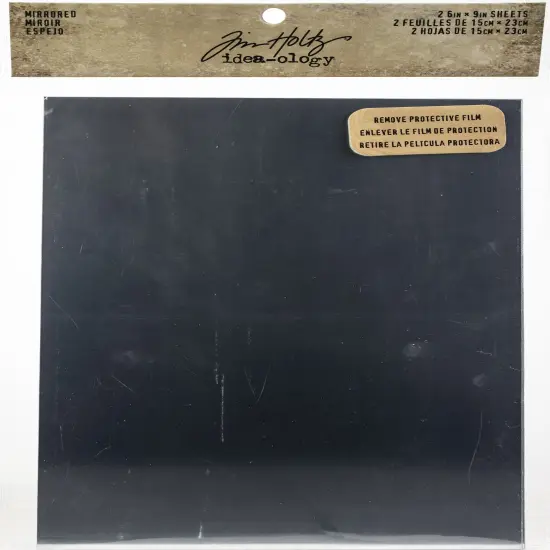 MIRRORED
MIROIR
ESPEJO
Tim Holtz
idea-ology
2 6IN × 9IN SHEETS
2 FEUILLES DE 15CM × 23CM
2 HOJAS DE 15CM × 23CM
REMOVE PROTECTIVE FILM
ENLEVER LE FILM DE PROTECTION
RETIRE LA PELICULA PROTECTORA